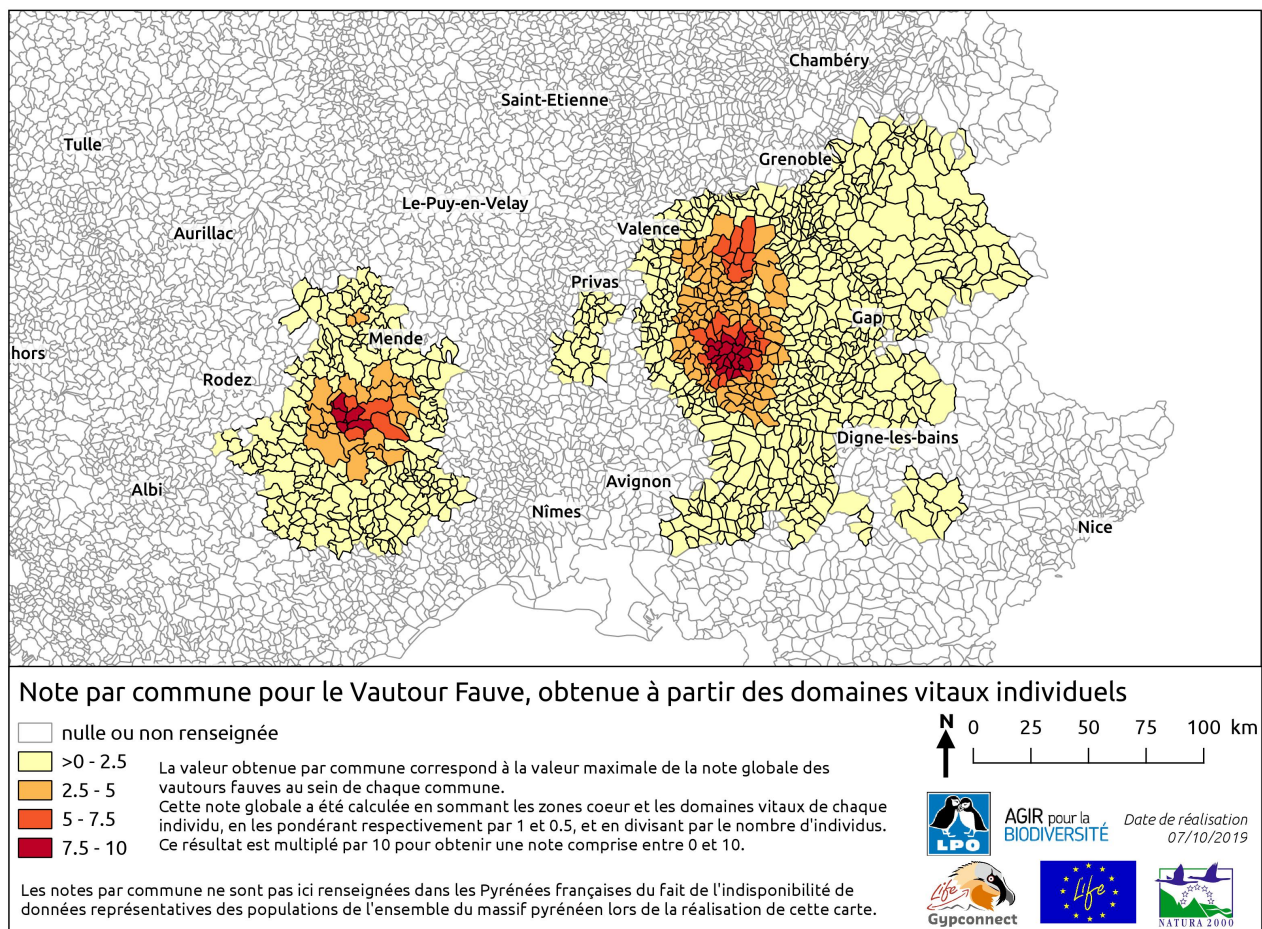 Chambéry
Saint-Etienne
Tulle
Grenoble
Le-Puy-en-Velay
Valence
Aurillac
Privas
Gap
Mende
hors
Rodez
Digne-les-bains
Avignon
Albi
Nîmes
Nice
Note par commune pour le Vautour Fauve, obtenue à partir des domaines vitaux individuels
nulle ou non renseignée
>0 - 2.5
2.5 - 5
5 - 7.5
7.5 - 10
La valeur obtenue par commune correspond à la valeur maximale de la note globale des
vautours fauves au sein de chaque commune.
Cette note globale a été calculée en sommant les zones coeur et les domaines vitaux de chaque
individu, en les pondérant respectivement par 1 et 0.5, et en divisant par le nombre d'individus.
Ce résultat est multiplé par 10 pour obtenir une note comprise entre 0 et 10.
Les notes par commune ne sont pas ici renseignées dans les Pyrénées françaises du fait de l'indisponibilité de
données représentatives des populations de l'ensemble du massif pyrénéen lors de la réalisation de cette carte.
N
0 25 50 75 100 km
LPO
AGIR pour la
BIODIVERSITÉ
Date de réalisation
07/10/2019
Life
Gypconnect
Life
NATURA 2000